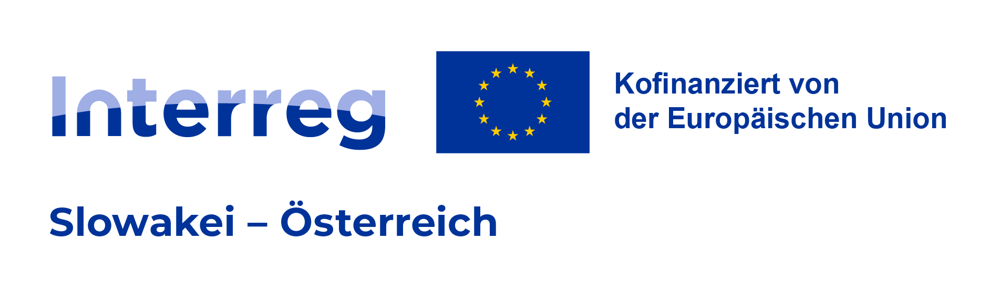 Interreg
Kofinanziert von
der Europäischen Union
Slowakei – Österreich